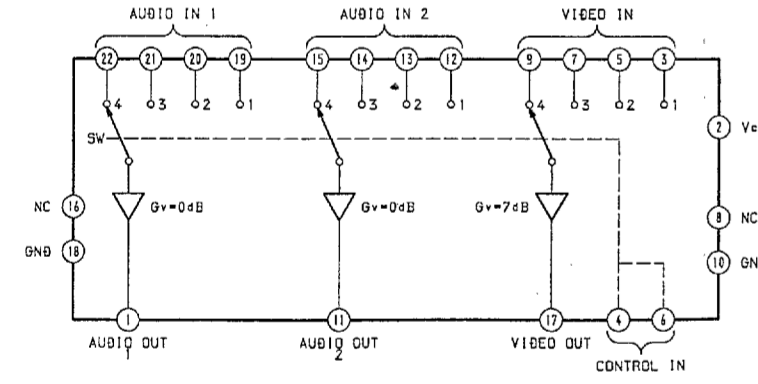 AUDIO IN 1 AUDIO IN 2 VIDEO IN
22 21 20 19 15 14 13 12 9 7 5 3
4 3 2 1 4 3 2 1 4 3 2 1
2 Vc
SW
NC 16 Gv=0dB Gv=0dB Gv=7dB 8 NC
GND 18 10 GN
1 11 17 4 6
AUDIO OUT 1 AUDIO OUT 2 VIDEO OUT
CONTROL IN